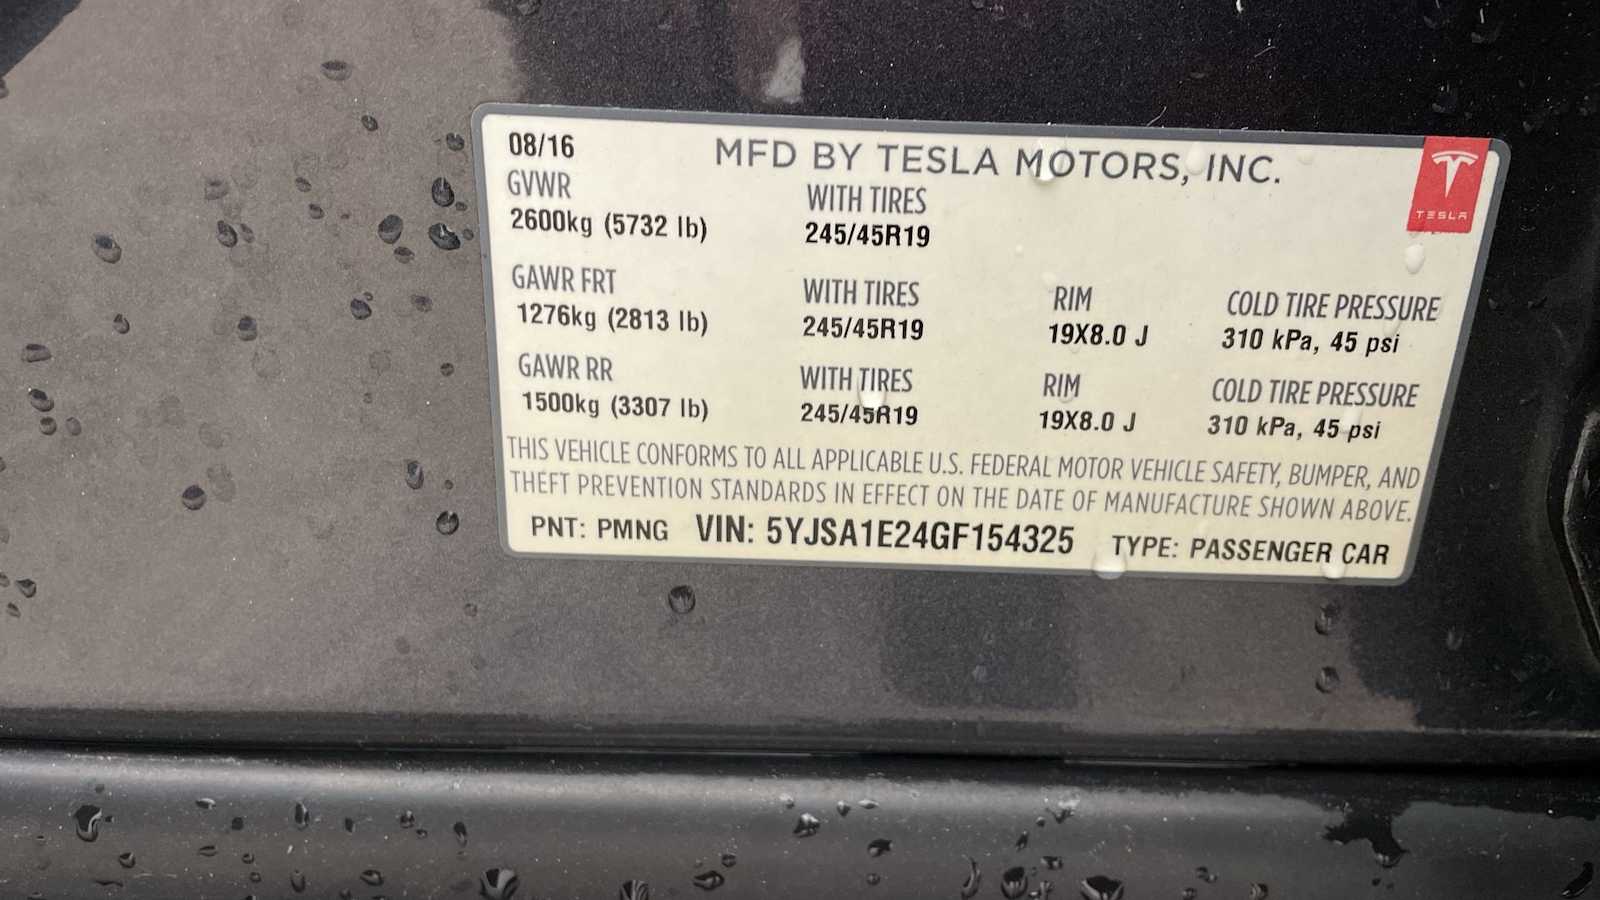 08/16 MFD BY TESLA MOTORS, INC.
TESLA
GVWR WITH TIRES
2600kg (5732 lb) 245/45R19
GAWR FRT WITH TIRES RIM COLD TIRE PRESSURE
1276kg (2813 lb) 245/45R19 19X8.0 J 310 kPa, 45 psi
GAWR RR WITH TIRES RIM COLD TIRE PRESSURE
1500kg (3307 lb) 245/45R19 19X8.0 J 310 kPa, 45 psi
THIS VEHICLE CONFORMS TO ALL APPLICABLE U.S. FEDERAL MOTOR VEHICLE SAFETY, BUMPER, AND
THEFT PREVENTION STANDARDS IN EFFECT ON THE DATE OF MANUFACTURE SHOWN ABOVE.
PNT: PMNG VIN: 5YJSA1E24GF154325 TYPE: PASSENGER CAR